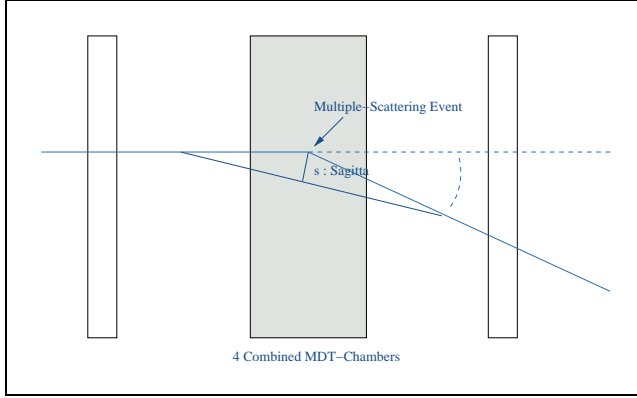 Multiple-Scattering Event
s : Sagitta
4 Combined MDT-Chambers